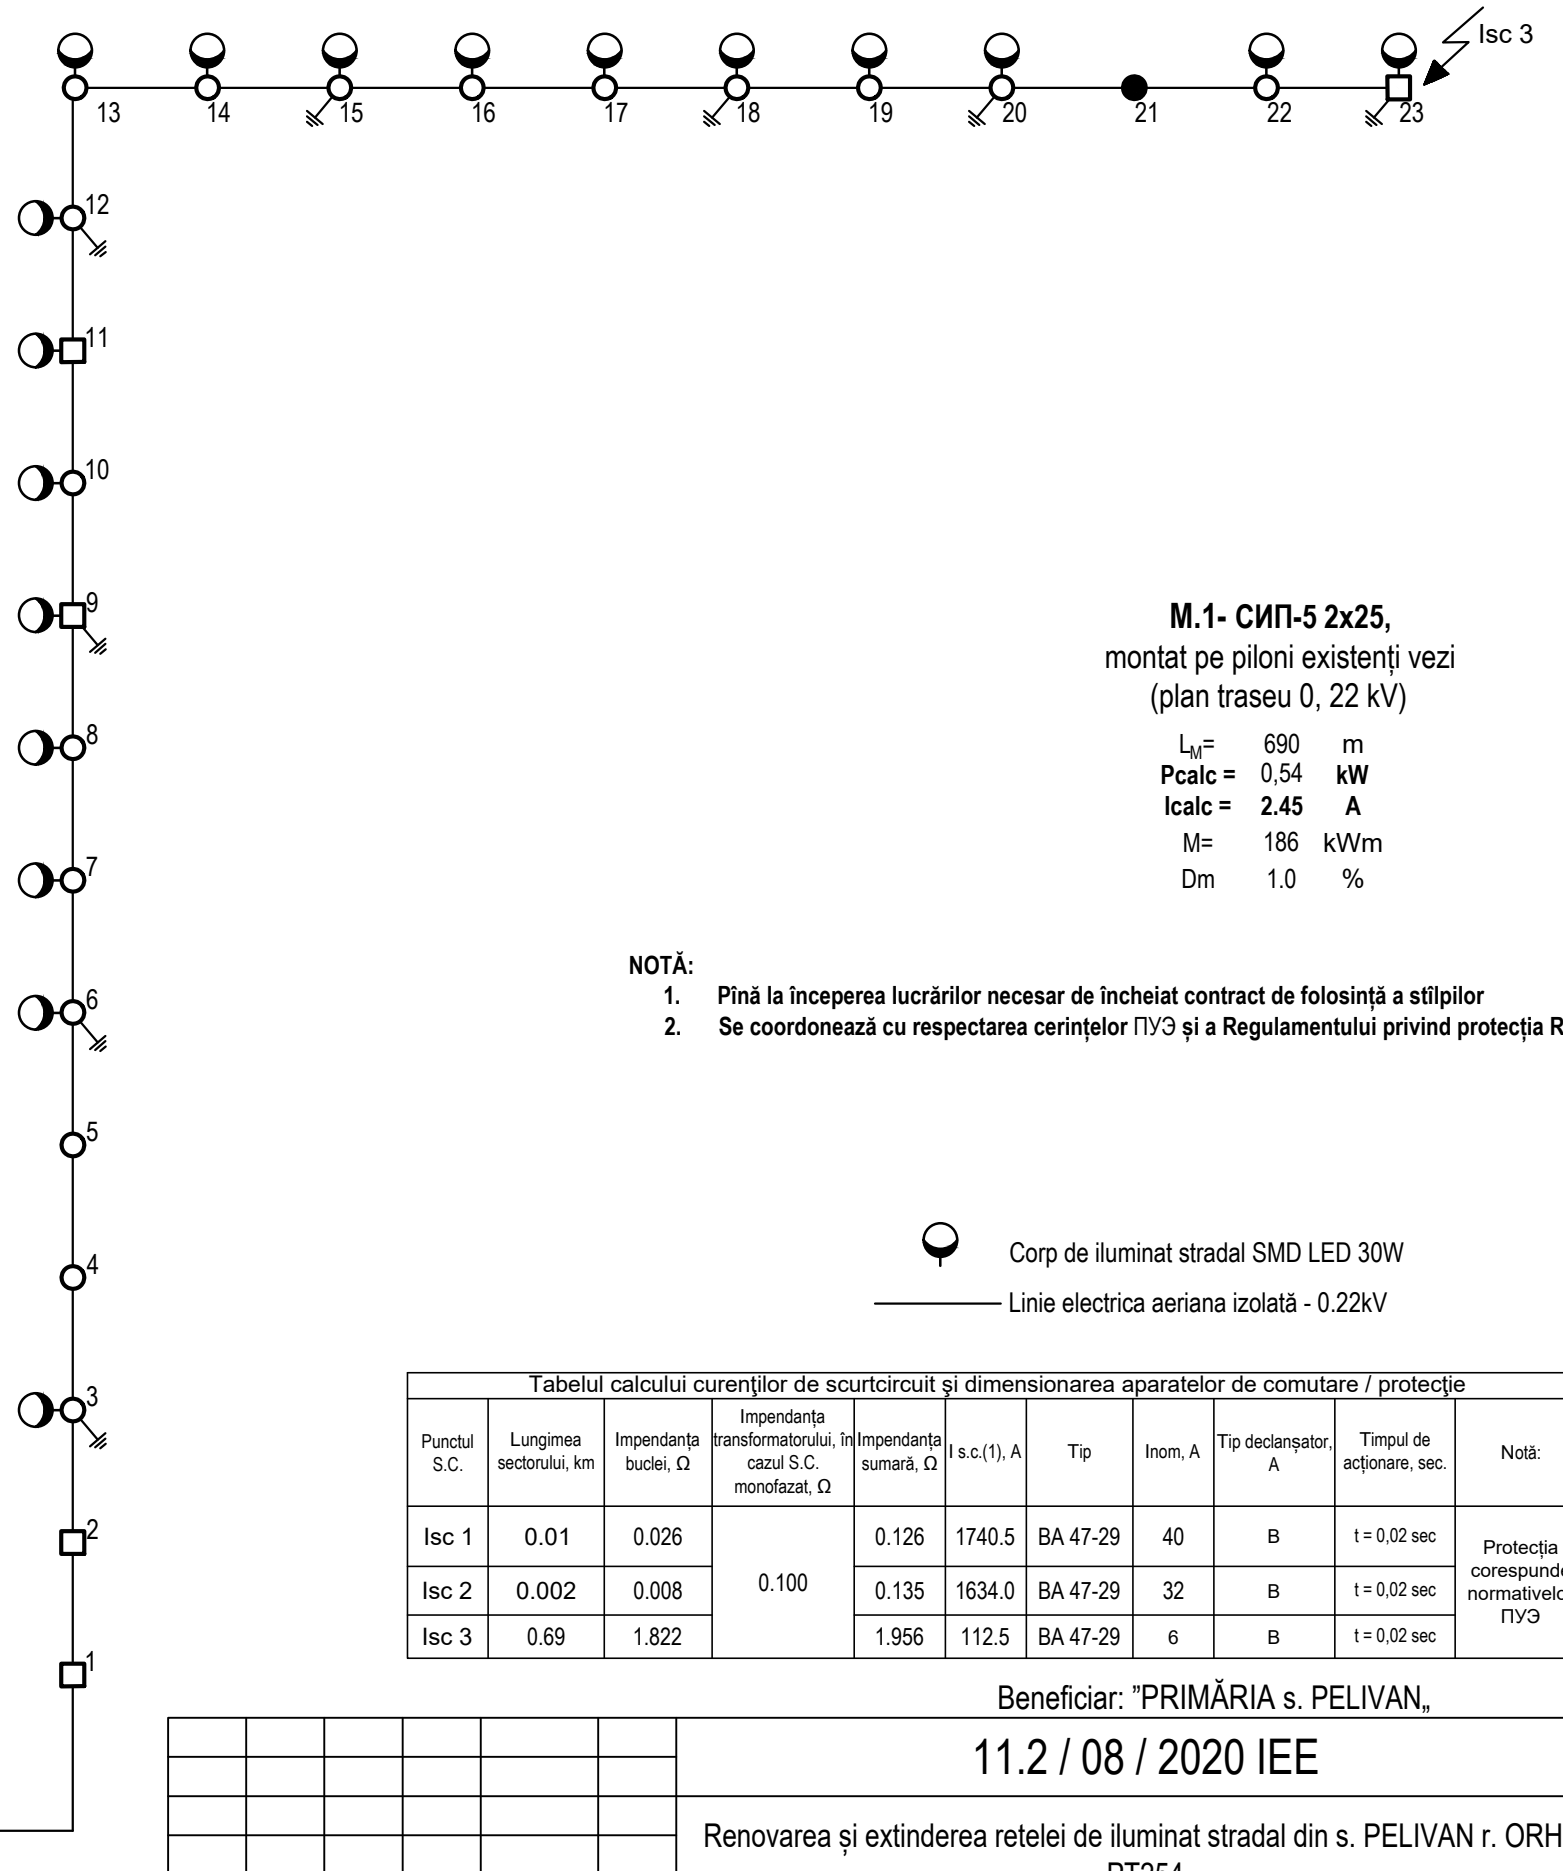 Isc 3
13 14 15 16 17 18 19 20 21 22 23
12
11
10
9
8
7
6
5
4
3
2
1
M.1- СИП-5 2x25,
montat pe piloni existenți vezi
(plan traseu 0, 22 kV)
LM= 690 m
Pcalc = 0,54 kW
Icalc = 2.45 A
M= 186 kWm
Dm 1.0 %
NOTĂ:
1. Pînă la începerea lucrărilor necesar de încheiat contract de folosință a stîlpilor
2. Se coordonează cu respectarea cerințelor ПУЭ și a Regulamentului privind protecția R
Corp de iluminat stradal SMD LED 30W
Linie electrica aeriana izolată - 0.22kV
Tabelul calcului curenţilor de scurtcircuit şi dimensionarea aparatelor de comutare / protecţie
Punctul S.C. Lungimea sectorului, km Impendanța buclei, Ω Impendanța transformatorului, în cazul S.C. monofazat, Ω Impendanța sumară, Ω I s.c.(1), A Tip Inom, A Tip declanșator, A Timpul de acționare, sec. Notă:
Isc 1 0.01 0.026 0.100 0.126 1740.5 BA 47-29 40 B t = 0,02 sec Protecția corespund normativel ПУЭ
Isc 2 0.002 0.008 0.135 1634.0 BA 47-29 32 B t = 0,02 sec
Isc 3 0.69 1.822 1.956 112.5 BA 47-29 6 B t = 0,02 sec
Beneficiar: ”PRIMĂRIA s. PELIVAN„
11.2 / 08 / 2020 IEE
Renovarea și extinderea retelei de iluminat stradal din s. PELIVAN r. ORH